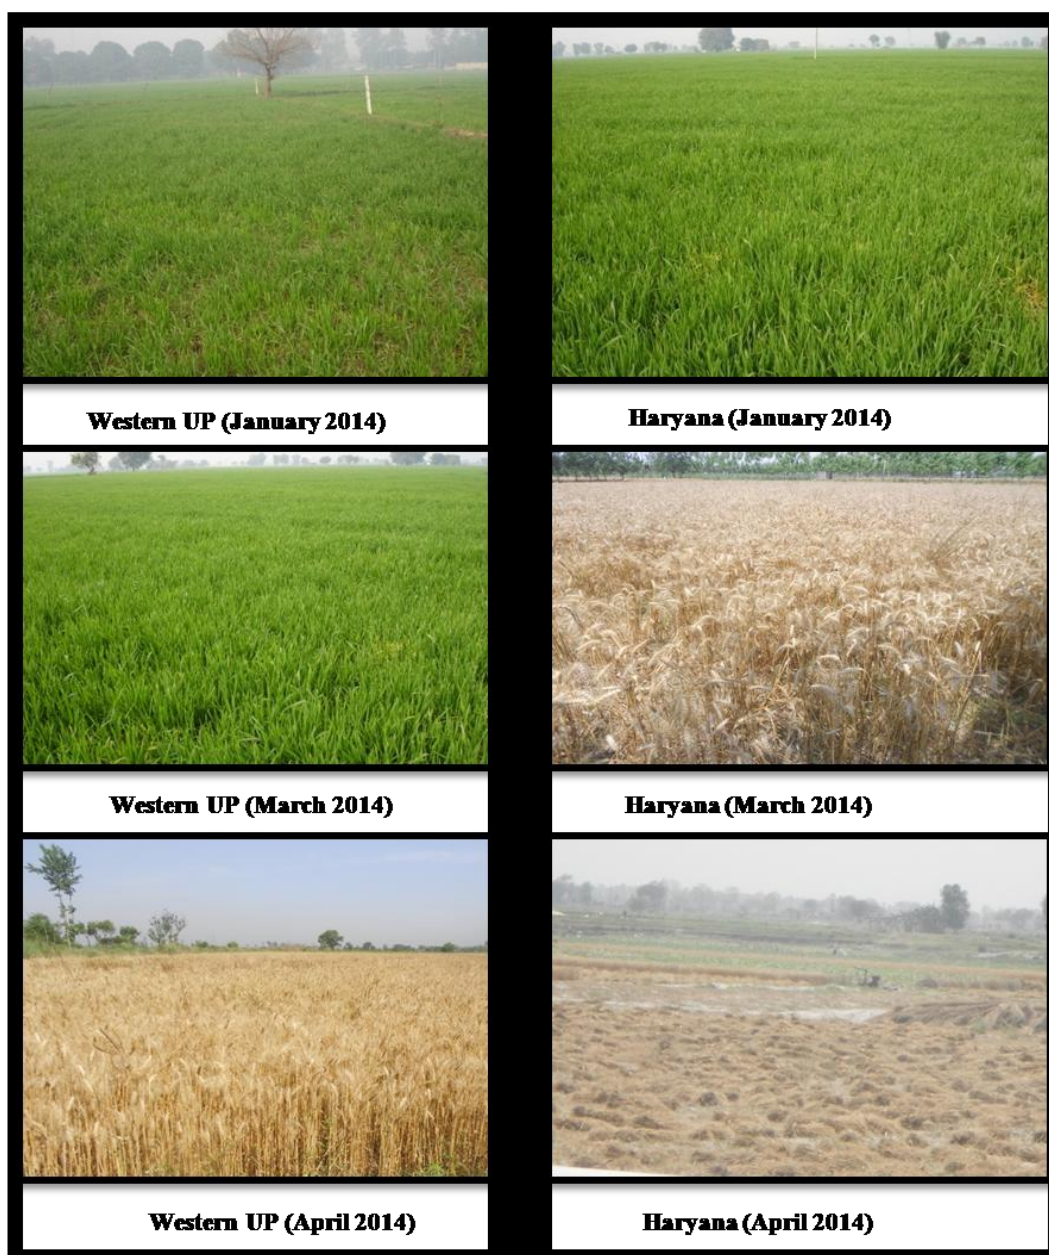 Western UP (January 2014)
Haryana (January 2014)
Western UP (March 2014)
Haryana (March 2014)
Western UP (April 2014)
Haryana (April 2014)